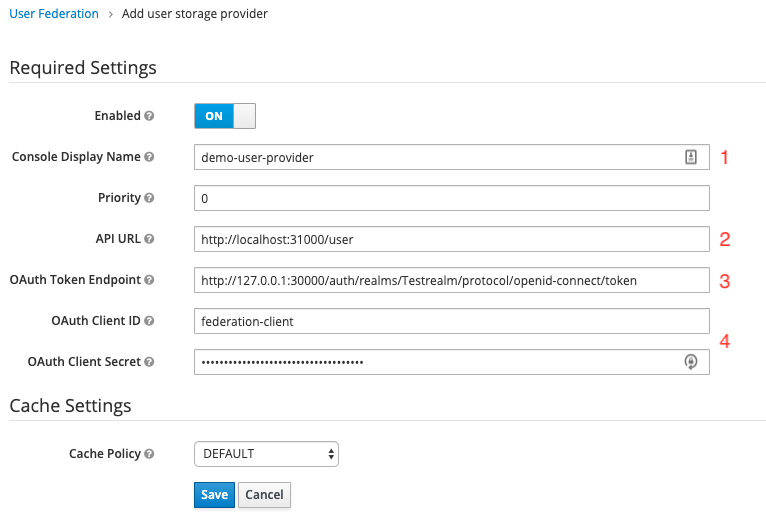 User Federation > Add user storage provider
Required Settings
Enabled ON
Console Display Name demo-user-provider 1
Priority 0
API URL http://localhost:31000/user 2
OAuth Token Endpoint http://127.0.0.1:30000/auth/realms/Testrealm/protocol/openid-connect/token 3
OAuth Client ID federation-client
4
OAuth Client Secret ••••••••••••••••••••••••••••••••••••
Cache Settings
Cache Policy DEFAULT
Save Cancel